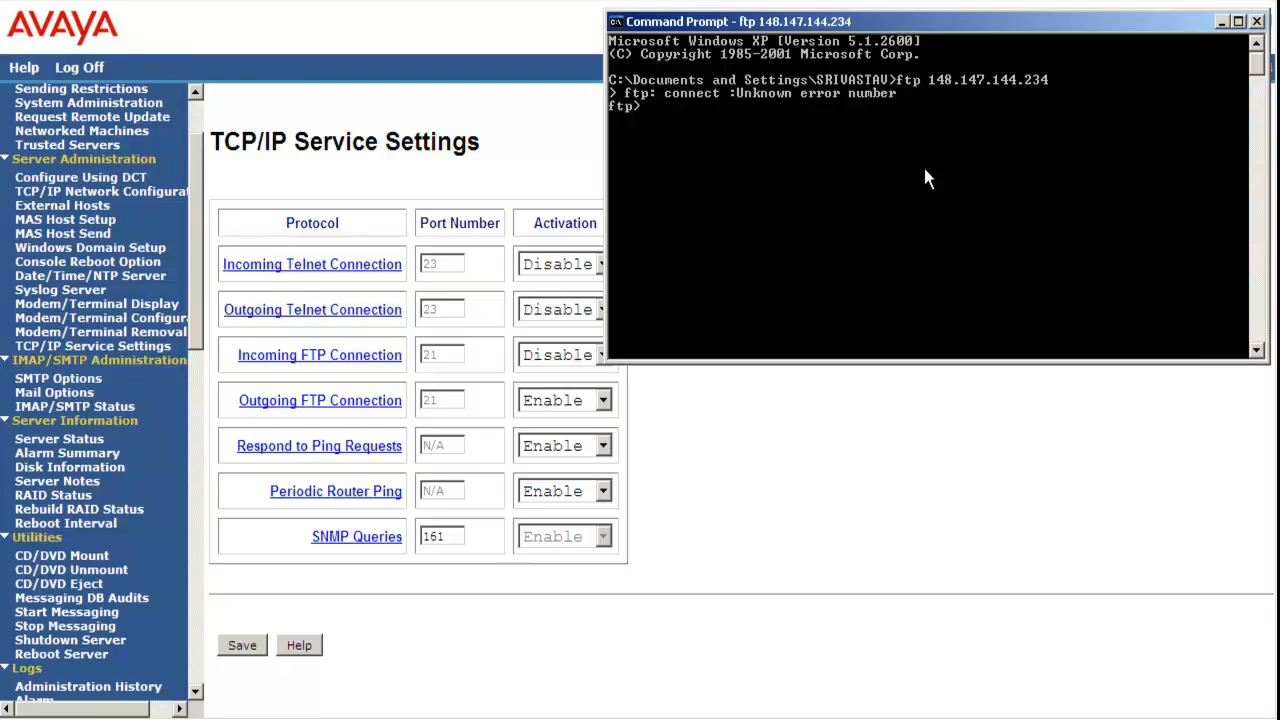 AVAYA
Help Log Off
Sending Restrictions
System Administration
Request Remote Update
Networked Machines
Trusted Servers
Server Administration
Configure Using DCT
TCP/IP Network Configurat
External Hosts
MAS Host Setup
MAS Host Send
Windows Domain Setup
Console Reboot Option
Date/Time/NTP Server
Syslog Server
Modem/Terminal Display
Modem/Terminal Configura
Modem/Terminal Removal
TCP/IP Service Settings
IMAP/SMTP Administration
SMTP Options
Mail Options
IMAP/SMTP Status
Server Information
Server Status
Alarm Summary
Disk Information
Server Notes
RAID Status
Rebuild RAID Status
Reboot Interval
Utilities
CD/DVD Mount
CD/DVD Unmount
CD/DVD Eject
Messaging DB Audits
Start Messaging
Stop Messaging
Shutdown Server
Reboot Server
Logs
Administration History
Alarm
TCP/IP Service Settings
Protocol Port Number Activation
Incoming Telnet Connection 23 Disable
Outgoing Telnet Connection 23 Disable
Incoming FTP Connection 21 Disable
Outgoing FTP Connection 21 Enable
Respond to Ping Requests N/A Enable
Periodic Router Ping N/A Enable
SNMP Queries 161 Enable
Save Help
Command Prompt - ftp 148.147.144.234
Microsoft Windows XP [Version 5.1.2600]
(C) Copyright 1985-2001 Microsoft Corp.
C:\Documents and Settings\SRIVASTAV>ftp 148.147.144.234
> ftp: connect :Unknown error number
ftp>